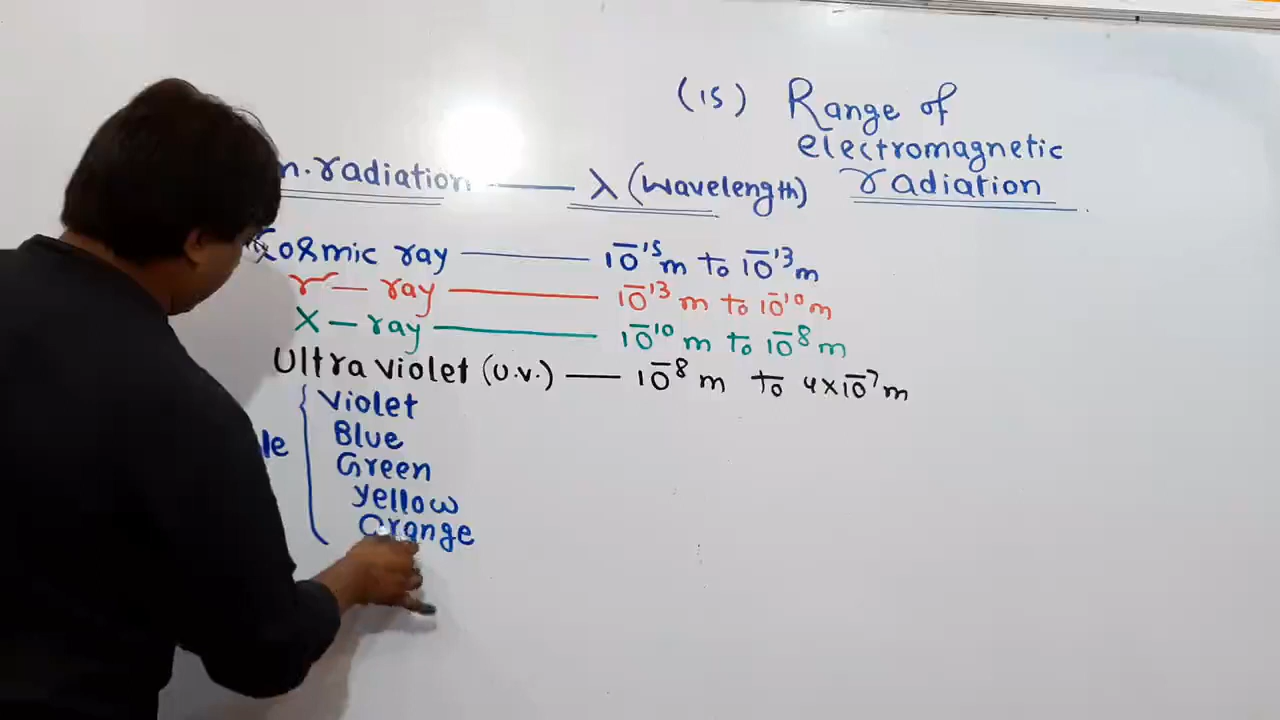 (15) Range of
electromagnetic
radiation
m. radiation — λ (wavelength)
Cosmic ray — 10⁻¹⁵ m to 10⁻¹³ m
γ – ray — 10⁻¹³ m to 10⁻¹⁰ m
X – ray — 10⁻¹⁰ m to 10⁻⁸ m
Ultraviolet (U.V.) — 10⁻⁸ m to 4×10⁻⁷ m
Violet
Blue
le { Green
Yellow
Orange